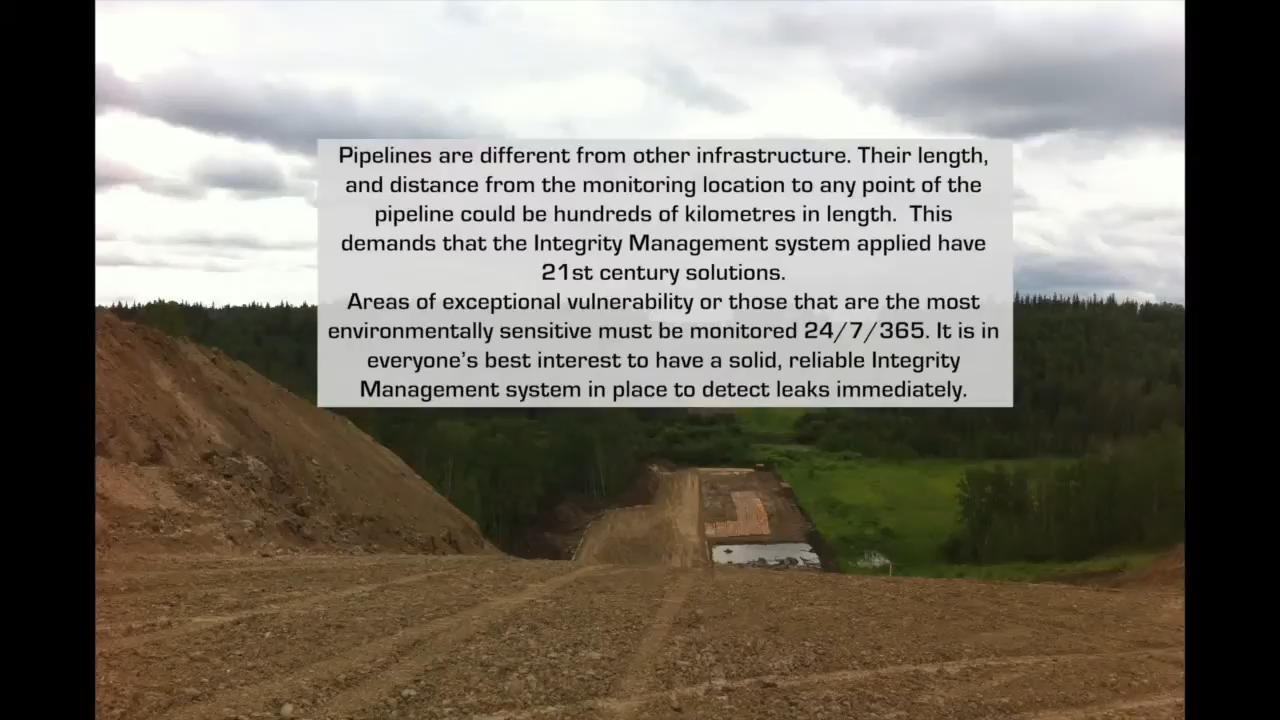 Pipelines are different from other infrastructure. Their length,
and distance from the monitoring location to any point of the
pipeline could be hundreds of kilometres in length.  This
demands that the Integrity Management system applied have
21st century solutions.
Areas of exceptional vulnerability or those that are the most
environmentally sensitive must be monitored 24/7/365. It is in
everyone's best interest to have a solid, reliable Integrity
Management system in place to detect leaks immediately.